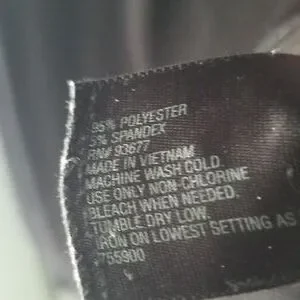 95% POLYESTER
5% SPANDEX
RN# 93677
MADE IN VIETNAM
MACHINE WASH COLD.
USE ONLY NON-CHLORINE
BLEACH WHEN NEEDED.
TUMBLE DRY LOW.
IRON ON LOWEST SETTING AS
755900